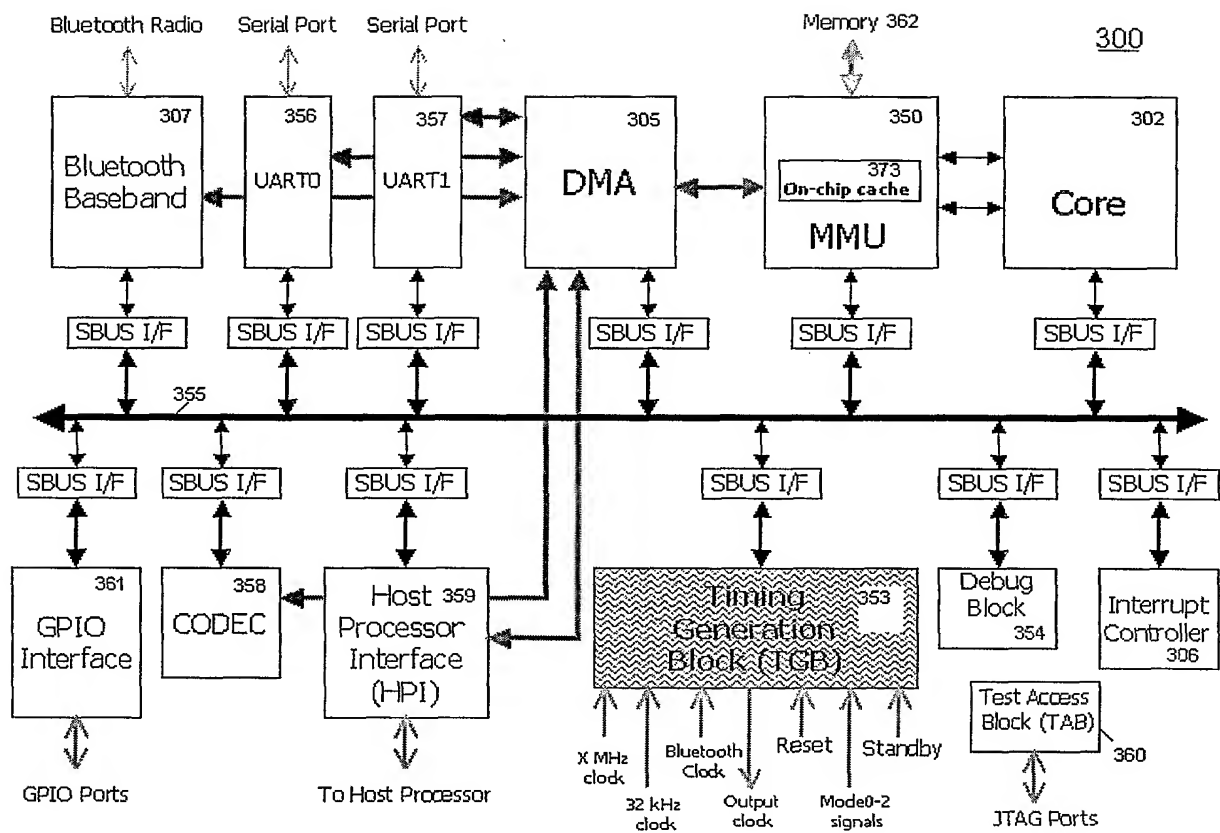 Bluetooth Radio
Serial Port
Serial Port
Memory 362
300
307
Bluetooth
Baseband
356
UART0
357
UART1
305
DMA
350
373
On-chip cache
MMU
302
Core
SBUS I/F
SBUS I/F
SBUS I/F
SBUS I/F
SBUS I/F
SBUS I/F
355
SBUS I/F
SBUS I/F
SBUS I/F
SBUS I/F
SBUS I/F
SBUS I/F
361
GPIO
Interface
358
CODEC
Host 359
Processor
Interface
(HPI)
Timing 353
Generation
Block (TGB)
Debug
Block
354
Interrupt
Controller
306
Test Access
Block (TAB)
360
X MHz
clock
32 kHz
clock
Bluetooth
Clock
Output
clock
Reset
Mode0-2
signals
Standby
GPIO Ports
To Host Processor
JTAG Ports